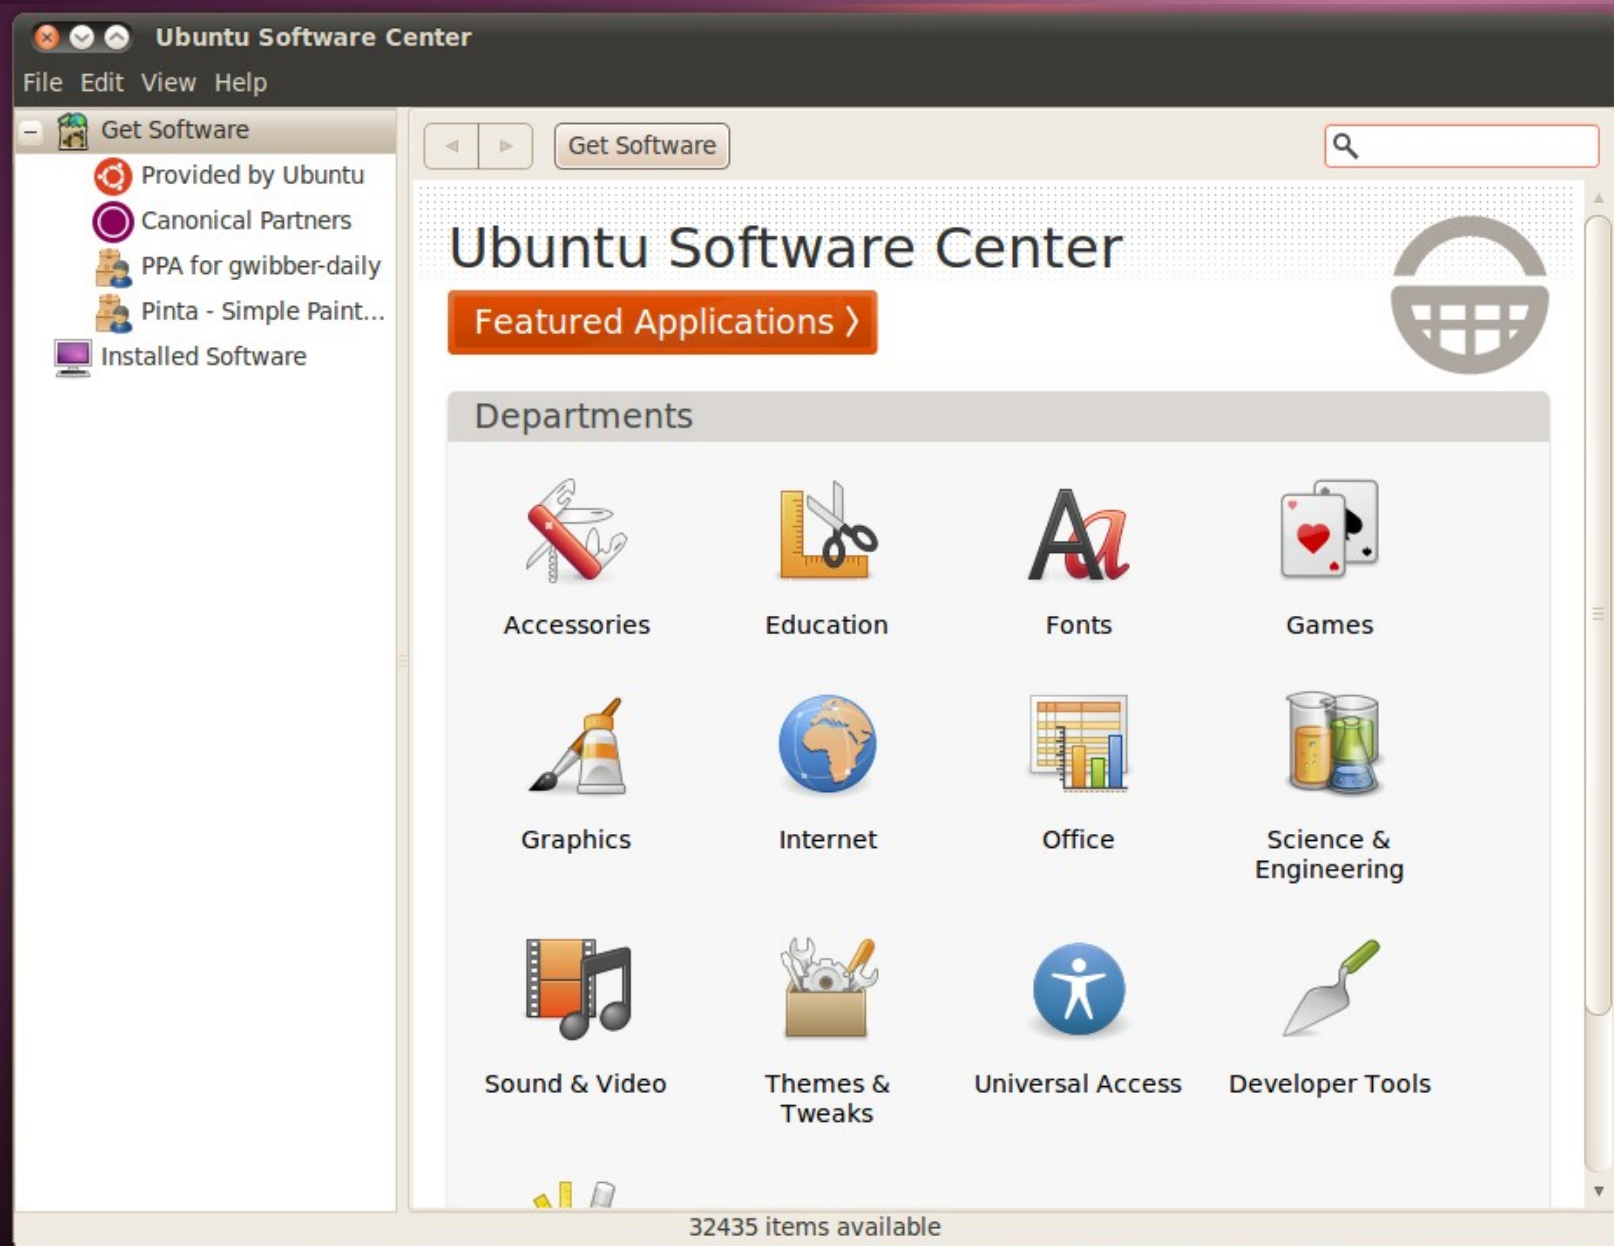 Ubuntu Software Center
File Edit View Help
Get Software
Provided by Ubuntu
Canonical Partners
PPA for gwibber-daily
Pinta - Simple Paint...
Installed Software
Get Software
Ubuntu Software Center
Featured Applications ⟩
Departments
Accessories
Education
Fonts
Games
Graphics
Internet
Office
Science &
Engineering
Sound & Video
Themes &
Tweaks
Universal Access
Developer Tools
32435 items available